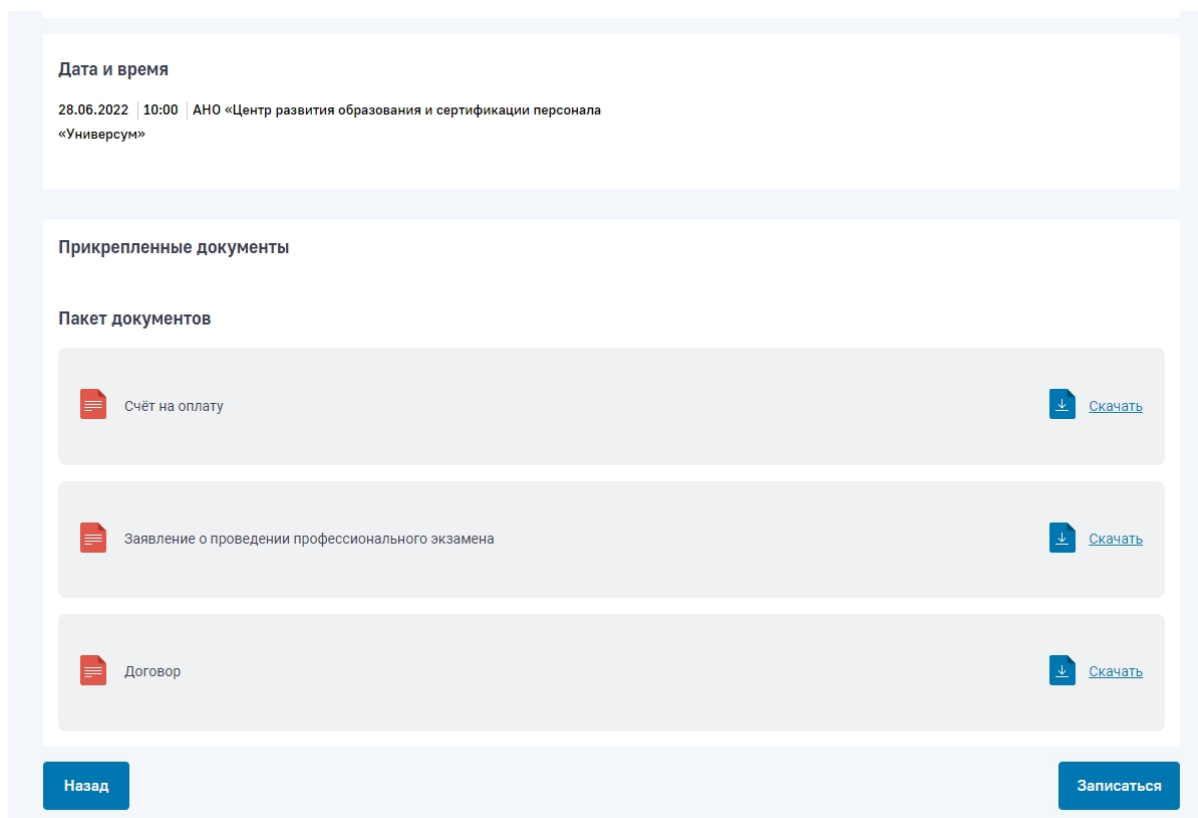 Дата и время
28.06.2022 10:00 АНО «Центр развития образования и сертификации персонала
«Универсум»
Прикрепленные документы
Пакет документов
Счёт на оплату Скачать
Заявление о проведении профессионального экзамена Скачать
Договор Скачать
Назад Записаться